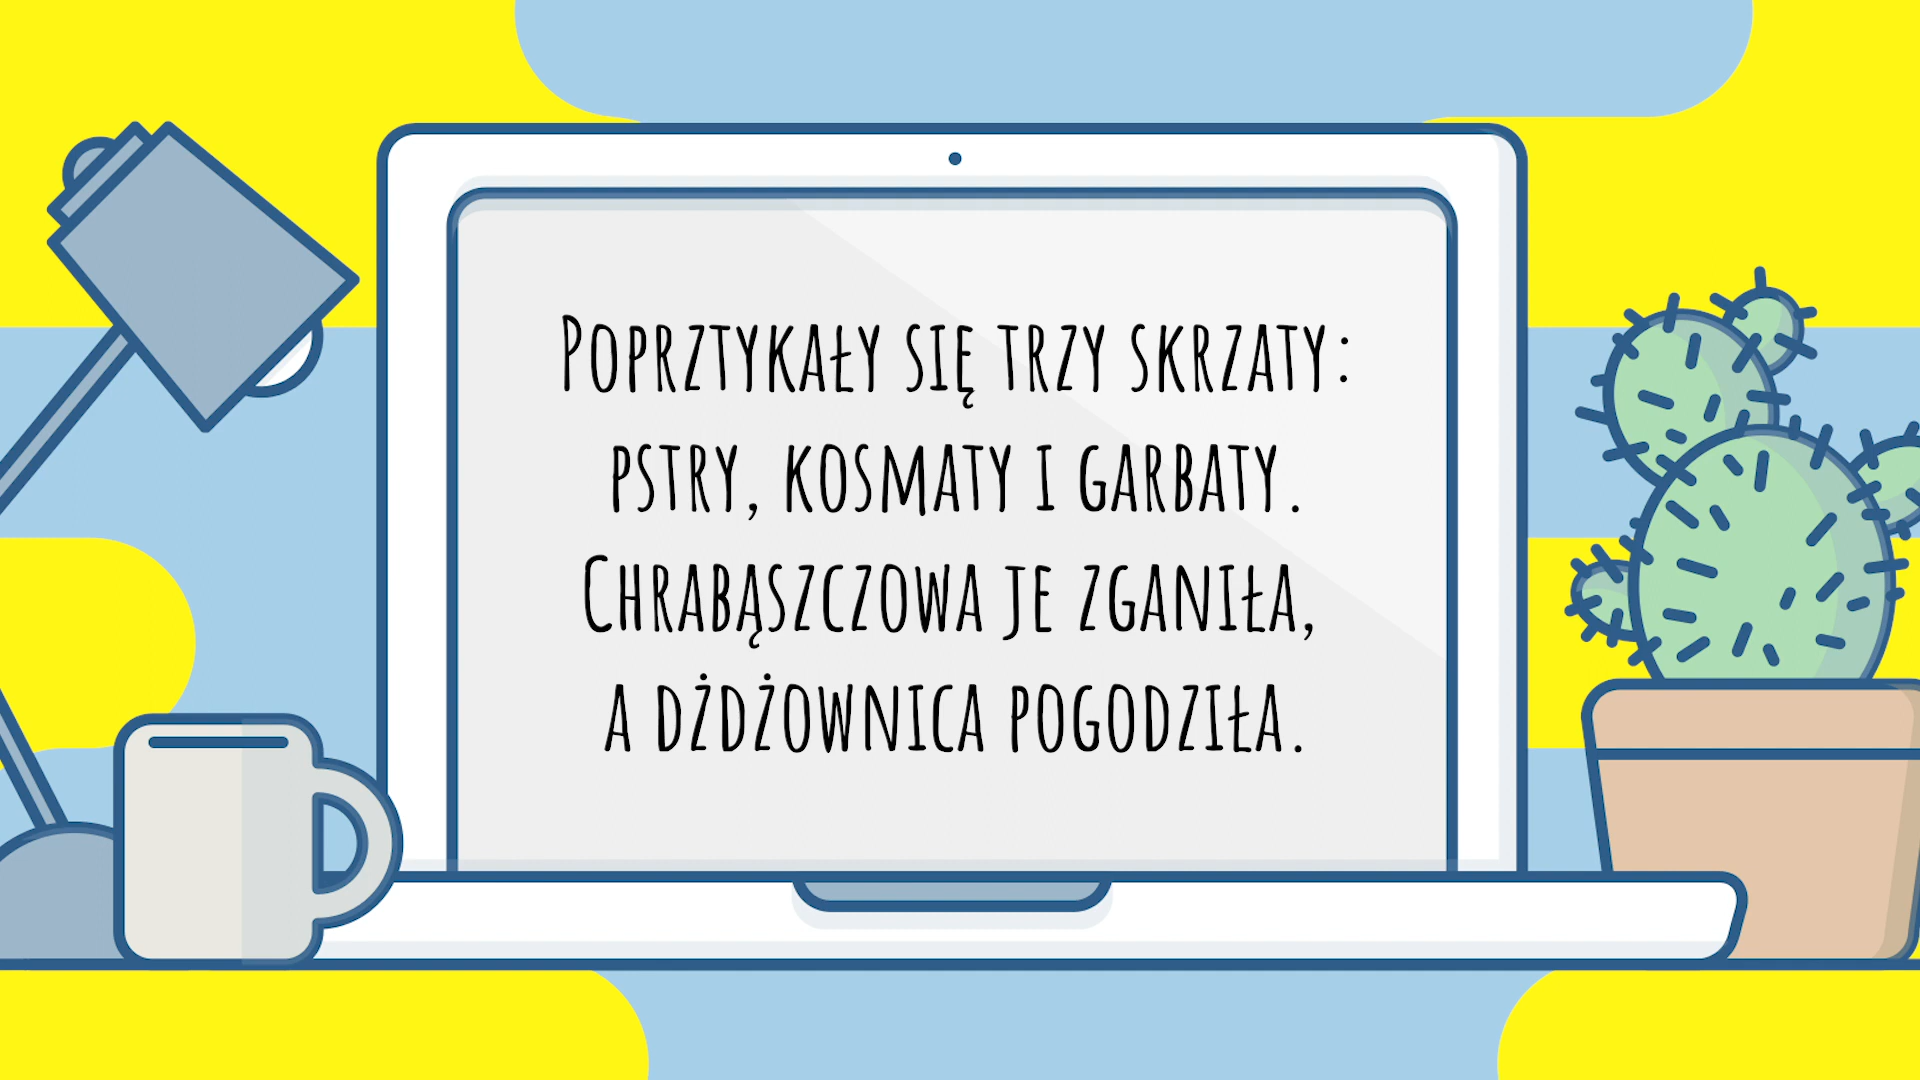 Poprztykały się trzy skrzaty:
pstry, kosmaty i garbaty.
Chrabąszczowa je zganiła,
a dżdżownica pogodziła.